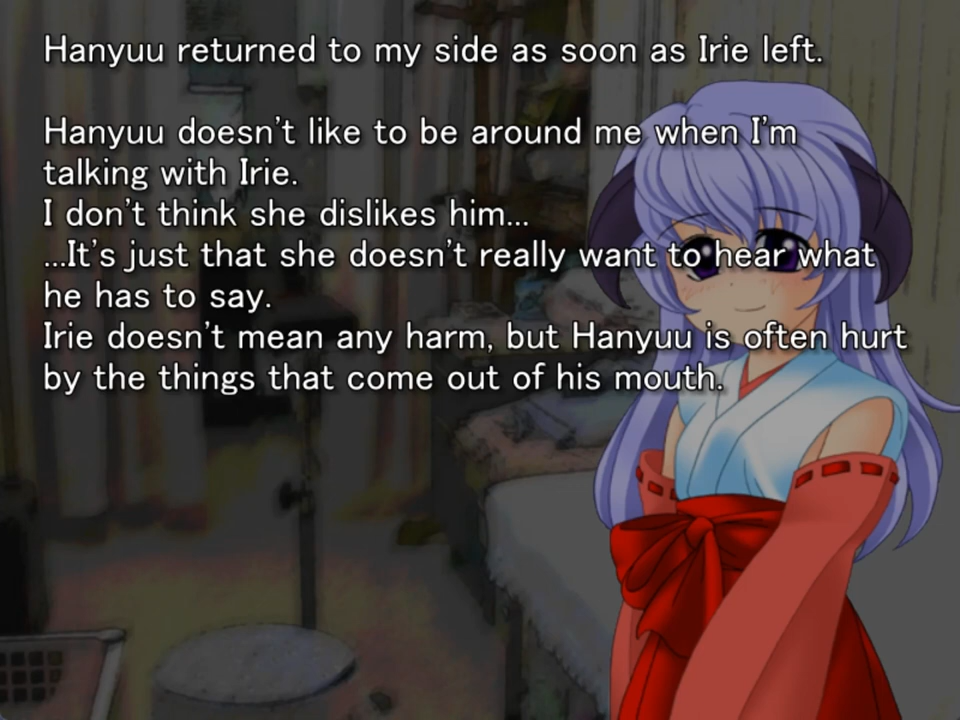 Hanyuu returned to my side as soon as Irie left.
Hanyuu doesn't like to be around me when I'm
talking with Irie.
I don't think she dislikes him...
...It's just that she doesn't really want to hear what
he has to say.
Irie doesn't mean any harm, but Hanyuu is often hurt
by the things that come out of his mouth.